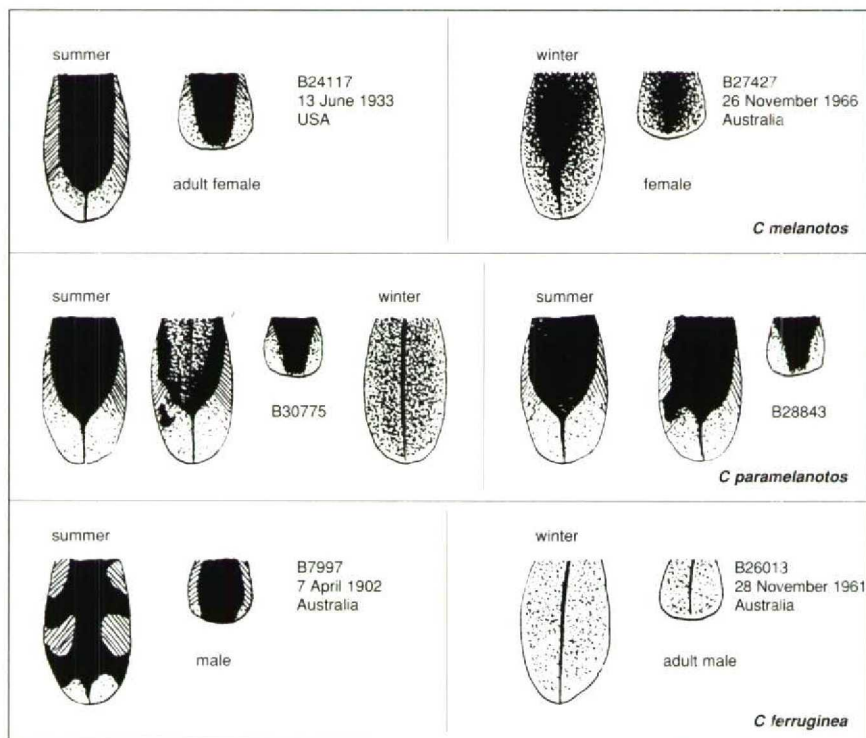 summer
B24117
13 June 1933
USA
adult female
winter
B27427
26 November 1966
Australia
female
C melanotos
summer
B30775
winter
summer
B28843
C paramelanotos
summer
B7997
7 April 1902
Australia
male
winter
B26013
28 November 1961
Australia
adult male
C ferruginea